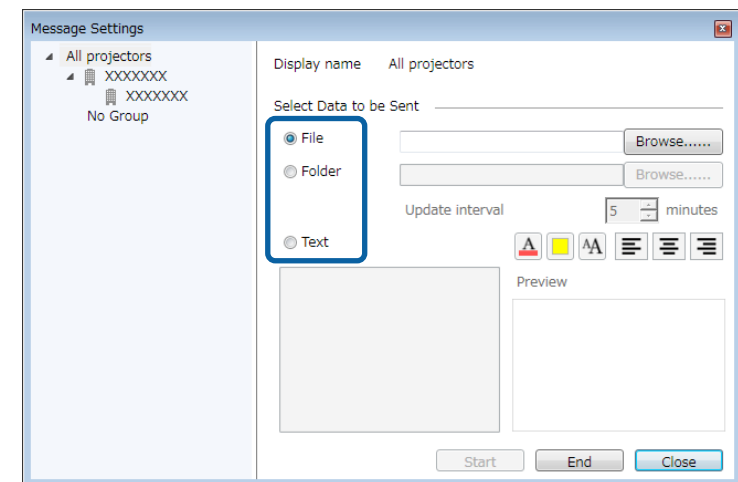 Message Settings
All projectors
XXXXXXX
XXXXXXX
No Group
Display name All projectors
Select Data to be Sent
File Browse......
Folder Browse......
Update interval 5 minutes
Text A AA
Preview
Start End Close